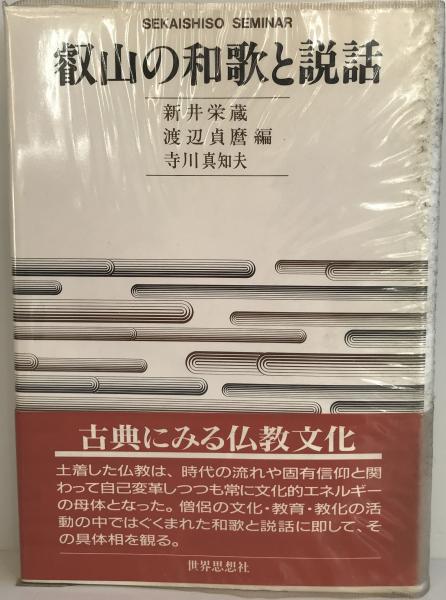 SEKAISHISO SEMINAR
叡山の和歌と説話
新井栄蔵
渡辺貞麿 編
寺川真知夫
古典にみる仏教文化
土着した仏教は、時代の流れや固有信仰と関
わって自己変革しつつも常に文化的エネルギー
の母体となった。僧侶の文化・教育・教化の活
動の中ではぐくまれた和歌と説話に即して、そ
の具体相を観る。
世界思想社